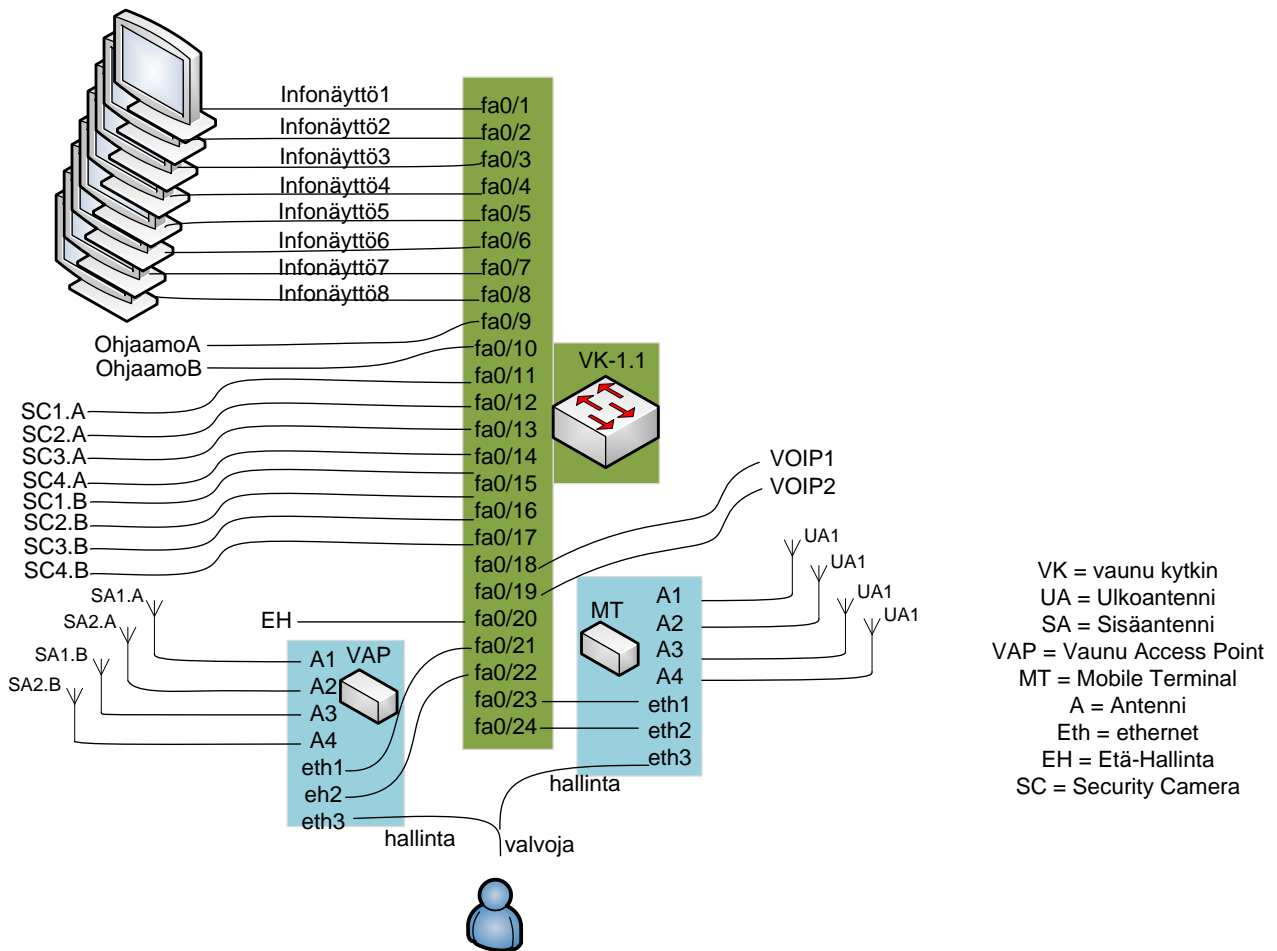 Infonäyttö1
Infonäyttö2
Infonäyttö3
Infonäyttö4
Infonäyttö5
Infonäyttö6
Infonäyttö7
Infonäyttö8
OhjaamoA
OhjaamoB
SC1.A
SC2.A
SC3.A
SC4.A
SC1.B
SC2.B
SC3.B
SC4.B
fa0/1
fa0/2
fa0/3
fa0/4
fa0/5
fa0/6
fa0/7
fa0/8
fa0/9
fa0/10
fa0/11
fa0/12
fa0/13
fa0/14
fa0/15
fa0/16
fa0/17
fa0/18
fa0/19
fa0/20
fa0/21
fa0/22
fa0/23
fa0/24
VK-1.1
VOIP1
VOIP2
SA1.A
SA2.A
SA1.B
SA2.B
EH
VAP
A1
A2
A3
A4
eth1
eh2
eth3
hallinta
MT
A1
A2
A3
A4
eth1
eth2
eth3
hallinta
UA1
UA1
UA1
UA1
valvoja
VK = vaunu kytkin
UA = Ulkoantenni
SA = Sisäantenni
VAP = Vaunu Access Point
MT = Mobile Terminal
A = Antenni
Eth = ethernet
EH = Etä-Hallinta
SC = Security Camera